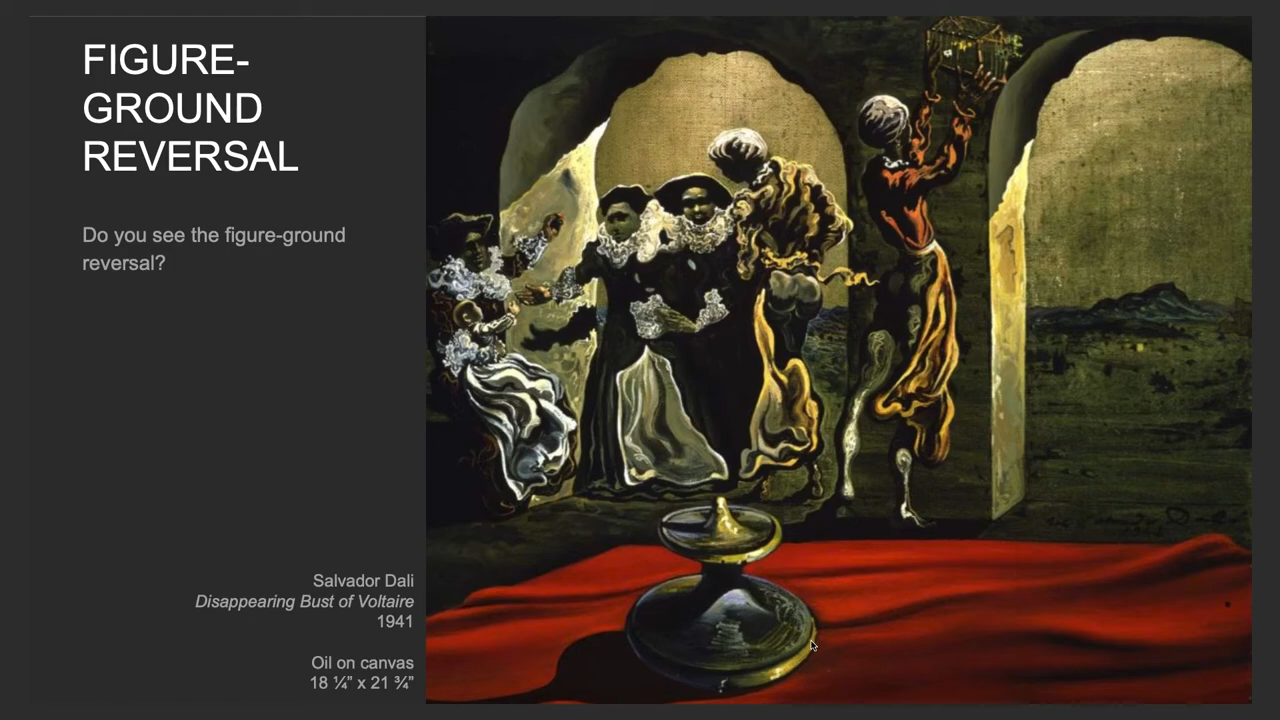 FIGURE-
GROUND
REVERSAL
Do you see the figure-ground
reversal?
Salvador Dali
Disappearing Bust of Voltaire
1941
Oil on canvas
18 ¼” x 21 ¾”